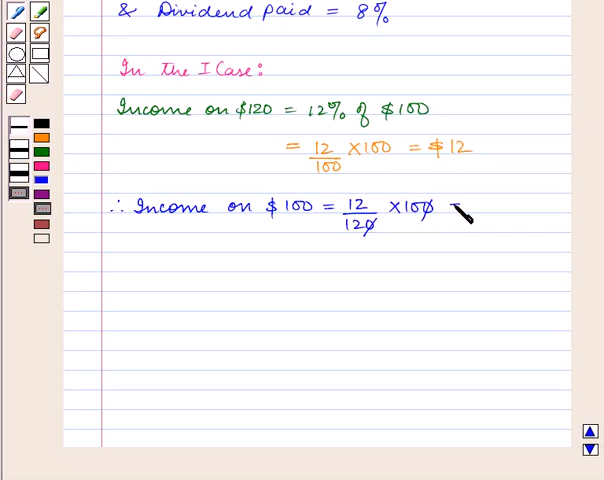 & Dividend paid = 8%
In the I Case:
Income on $120 = 12% of $100
= 12/100 × 100 = $12
∴ Income on $100 = 12/120 × 100 =